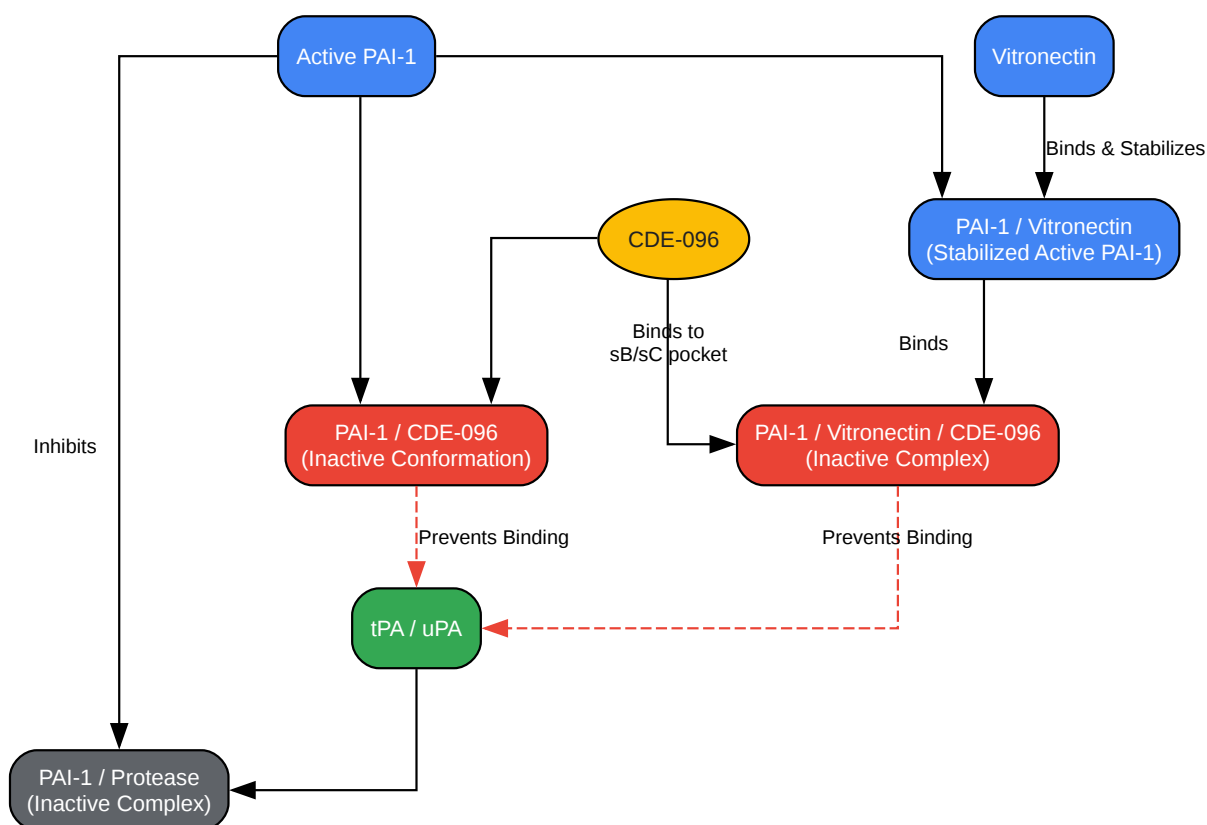 Active PAI-1
Vitronectin
Binds & Stabilizes
CDE-096
PAI-1 / Vitronectin
(Stabilized Active PAI-1)
Binds to
sB/sC pocket
Binds
Inhibits
PAI-1 / CDE-096
(Inactive Conformation)
PAI-1 / Vitronectin / CDE-096
(Inactive Complex)
Prevents Binding
Prevents Binding
tPA / uPA
PAI-1 / Protease
(Inactive Complex)